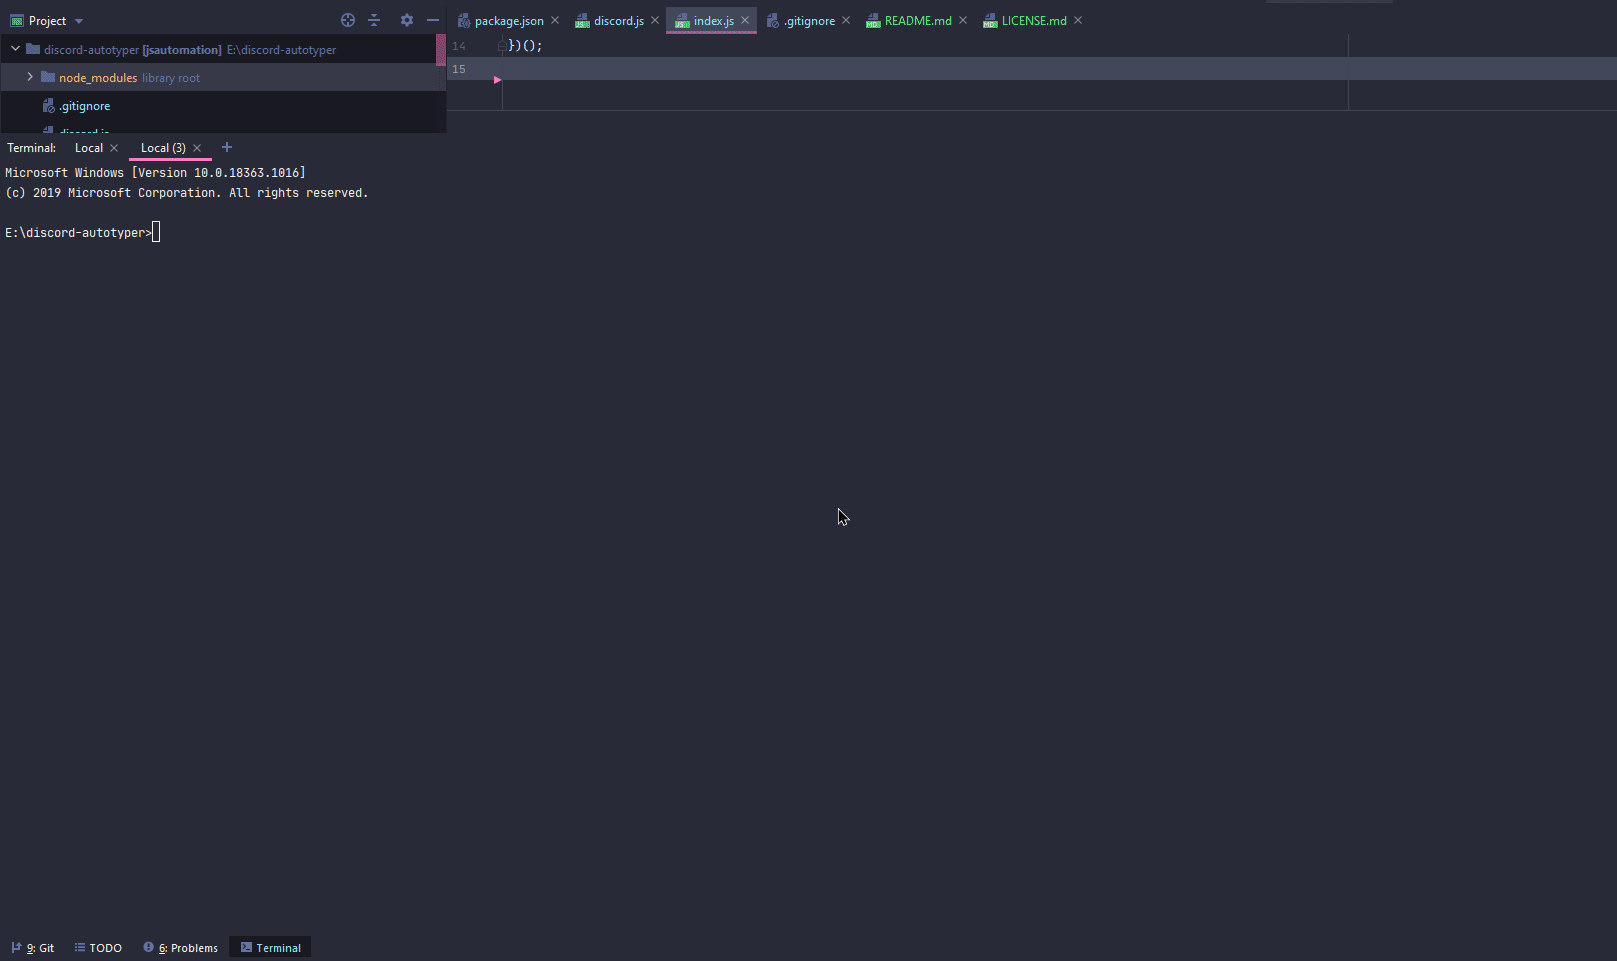 Project
package.json discord.js index.js .gitignore README.md LICENSE.md
discord-autotyper [jsautomation] E:\discord-autotyper
14 })();
node_modules library root
15
.gitignore
discord.js
Terminal: Local Local (3) +
Microsoft Windows [Version 10.0.18363.1016]
(c) 2019 Microsoft Corporation. All rights reserved.
E:\discord-autotyper>
9: Git TODO 6: Problems Terminal